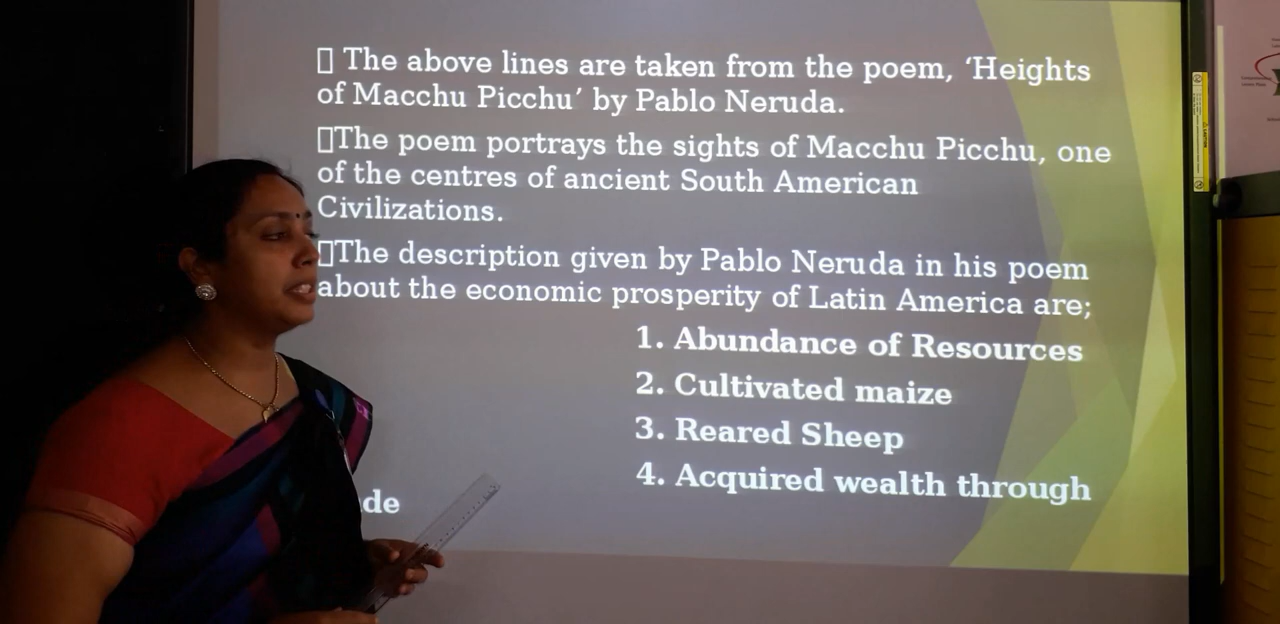 The above lines are taken from the poem, ‘Heights
of Macchu Picchu’ by Pablo Neruda.
The poem portrays the sights of Macchu Picchu, one
of the centres of ancient South American
Civilizations.
The description given by Pablo Neruda in his poem
about the economic prosperity of Latin America are;
1. Abundance of Resources
2. Cultivated maize
3. Reared Sheep
4. Acquired wealth through
de